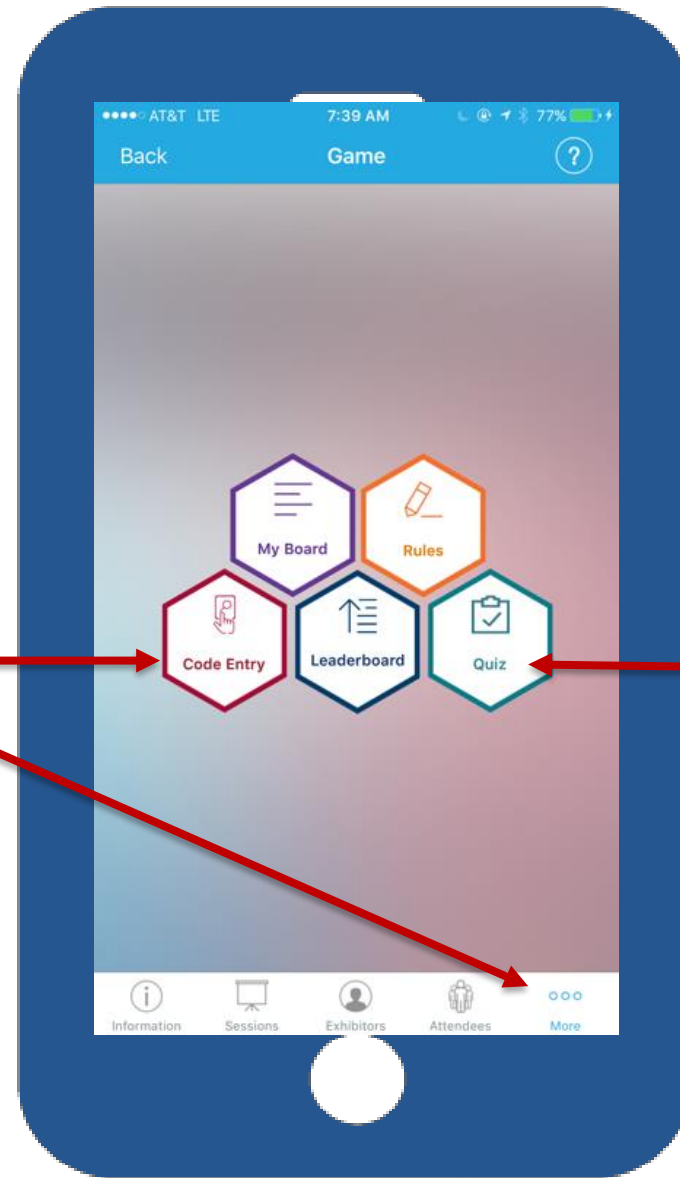 AT&T LTE 7:39 AM 77%
Back Game ?
My Board Rules
Code Entry Leaderboard Quiz
Information Sessions Exhibitors Attendees More